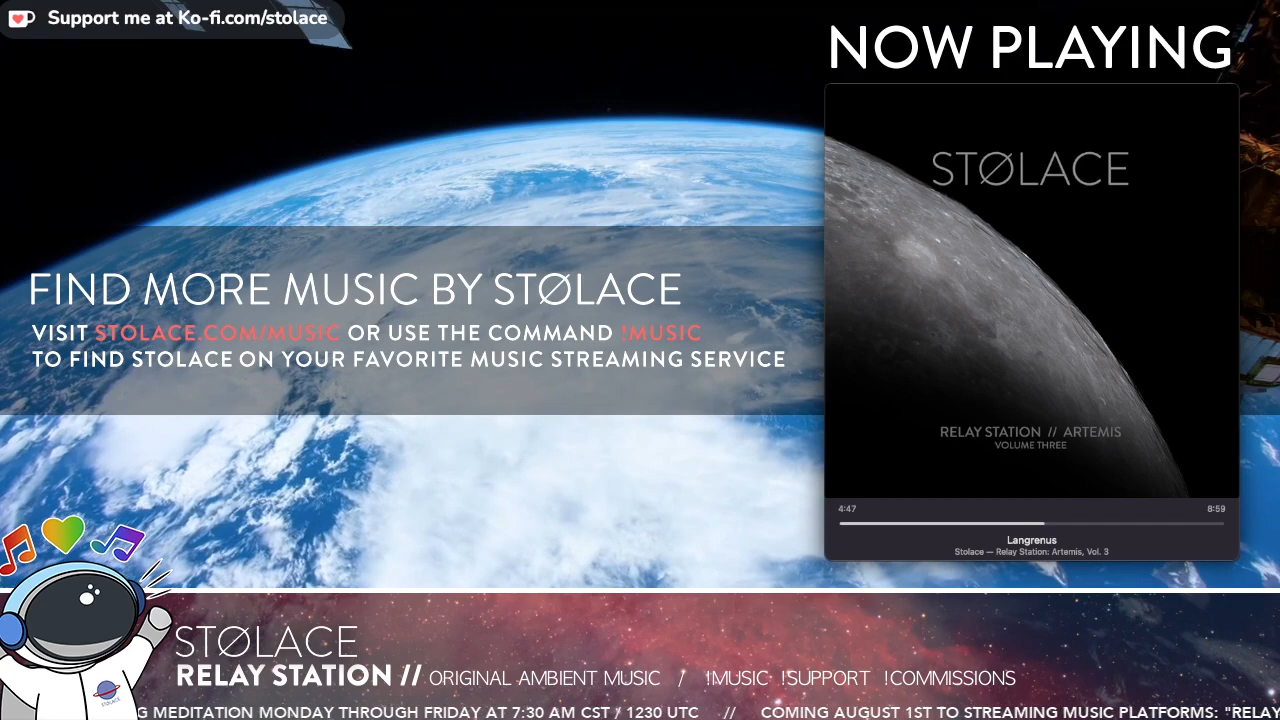 Support me at Ko-fi.com/stolace
NOW PLAYING
STØLACE
RELAY STATION // ARTEMIS
VOLUME THREE
4:47 8:59
Langrenus
Stolace — Relay Station: Artemis, Vol. 3
FIND MORE MUSIC BY STØLACE
VISIT STOLACE.COM/MUSIC OR USE THE COMMAND !MUSIC
TO FIND STOLACE ON YOUR FAVORITE MUSIC STREAMING SERVICE
STØLACE
RELAY STATION // ORIGINAL AMBIENT MUSIC / !MUSIC !SUPPORT !COMMISSIONS
STØLACE
G MEDITATION MONDAY THROUGH FRIDAY AT 7:30 AM CST / 1230 UTC // COMING AUGUST 1ST TO STREAMING MUSIC PLATFORMS: "RELAY